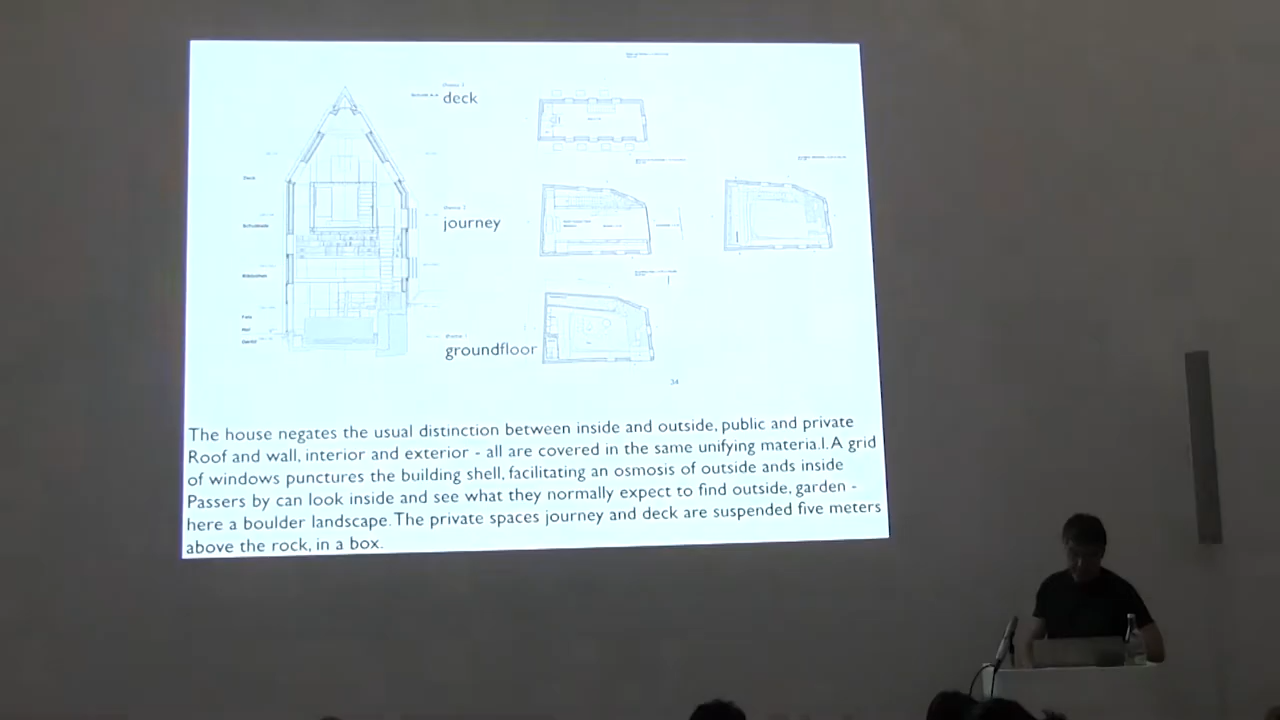 deck
Deck
journey
groundfloor
34
The house negates the usual distinction between inside and outside, public and private
Roof and wall, interior and exterior - all are covered in the same unifying materia.l. A grid
of windows punctures the building shell, facilitating an osmosis of outside ands inside
Passers by can look inside and see what they normally expect to find outside, garden -
here a boulder landscape. The private spaces journey and deck are suspended five meters
above the rock, in a box.